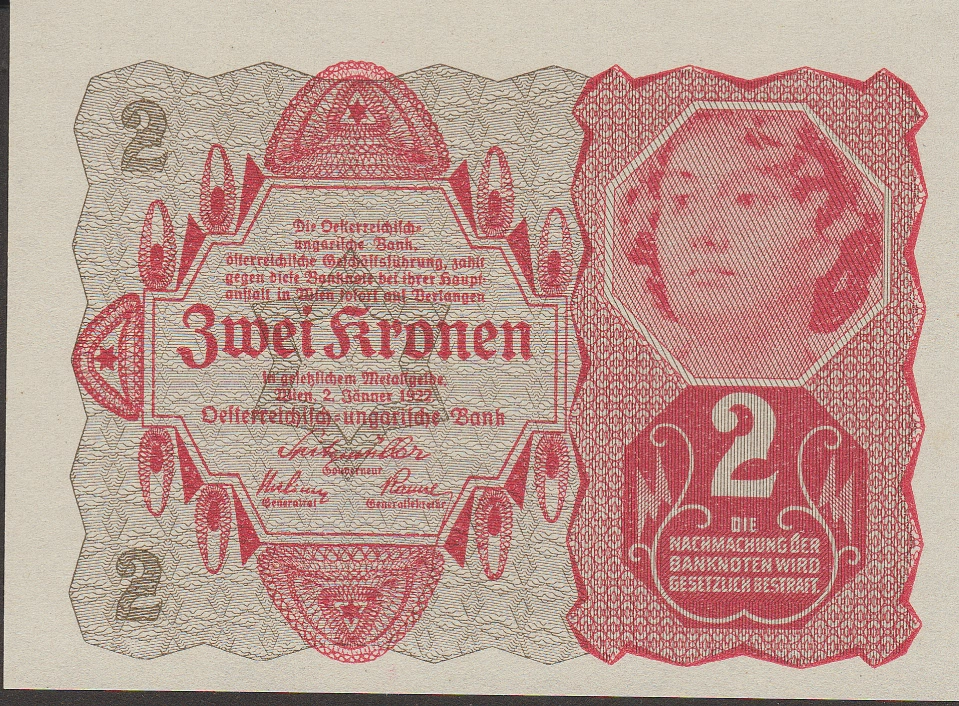 2
Die Oesterreichisch-
ungarische Bank,
österreichische Geschäftsführung, zahlt
gegen diese Banknote bei ihrer Haupt-
anstalt in Wien sofort auf Verlangen
Zwei Kronen
in gesetzlichem Metallgelde.
Wien, 2. Jänner 1922
Oesterreichisch-ungarische Bank
Gouverneur
Generalrat
Generalsekretär
2
2
DIE
NACHMACHUNG DER
BANKNOTEN WIRD
GESETZLICH BESTRAFT